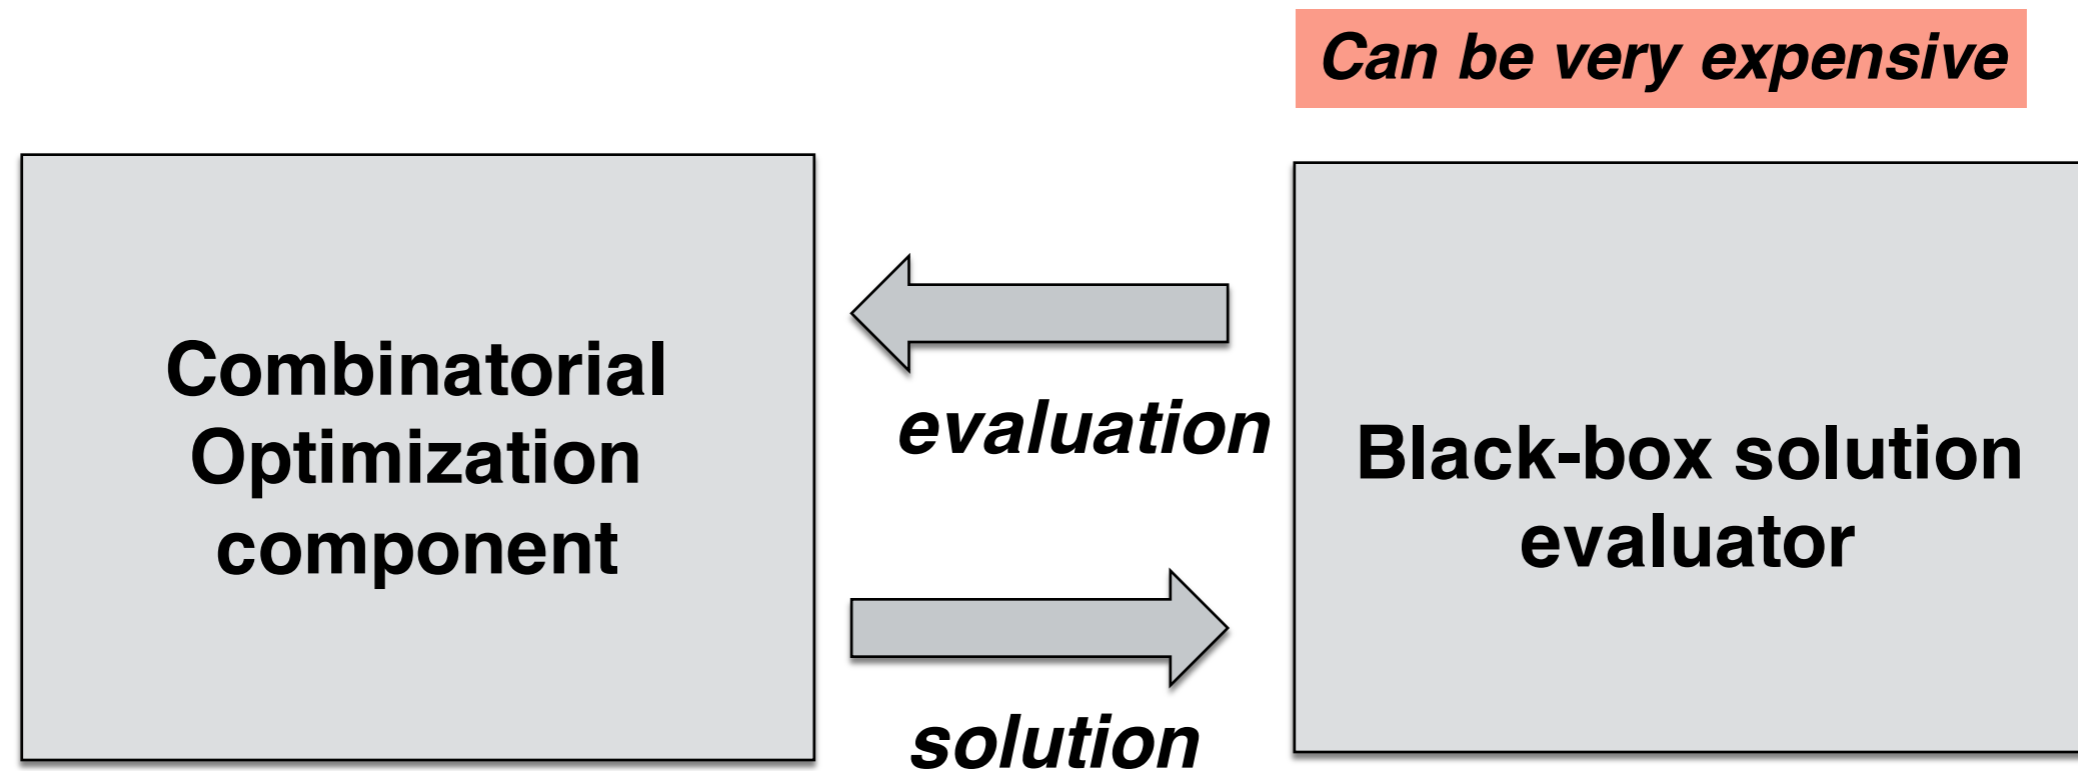 Can be very expensive
Combinatorial
Optimization
component
evaluation
solution
Black-box solution
evaluator